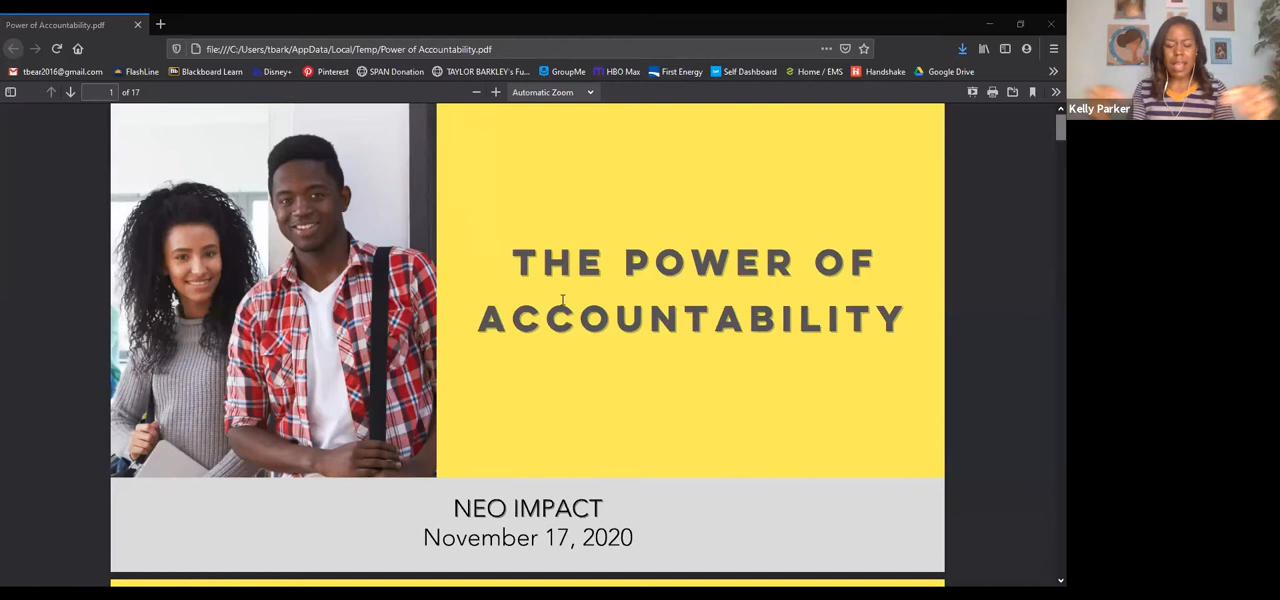 Power of Accountability.pdf
file:///C:/Users/tbark/AppData/Local/Temp/Power of Accountability.pdf
tbear2016@gmail.com FlashLine Blackboard Learn Disney+ Pinterest SPAN Donation TAYLOR BARKLEY's Fu... GroupMe HBO Max First Energy Self Dashboard Home / EMS Handshake Google Drive
1 of 17 Automatic Zoom
Kelly Parker
THE POWER OF
ACCOUNTABILITY
NEO IMPACT
November 17, 2020